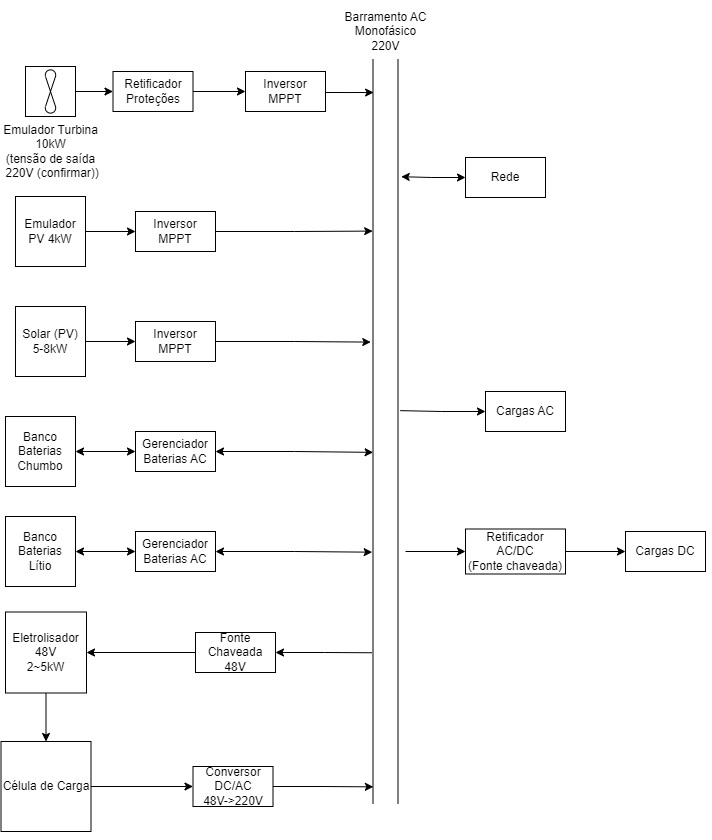 Barramento AC
Monofásico
220V
Retificador
Proteções
Inversor
MPPT
Emulador Turbina
10kW
(tensão de saída
220V (confirmar))
Rede
Emulador
PV 4kW
Inversor
MPPT
Solar (PV)
5-8kW
Inversor
MPPT
Cargas AC
Banco
Baterias
Chumbo
Gerenciador
Baterias AC
Banco
Baterias
Lítio
Gerenciador
Baterias AC
Retificador
AC/DC
(Fonte chaveada)
Cargas DC
Eletrolisador
48V
2~5kW
Fonte
Chaveada
48V
Célula de Carga
Conversor
DC/AC
48V->220V